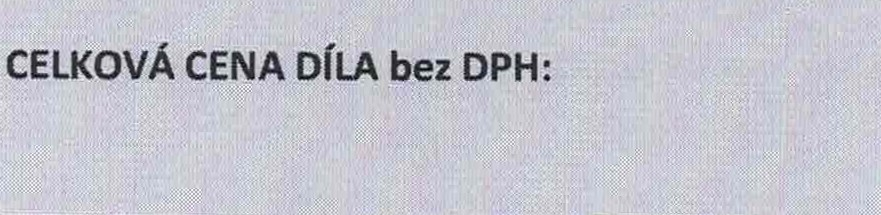 CELKOVÁ CENA DÍLA bez DPH: